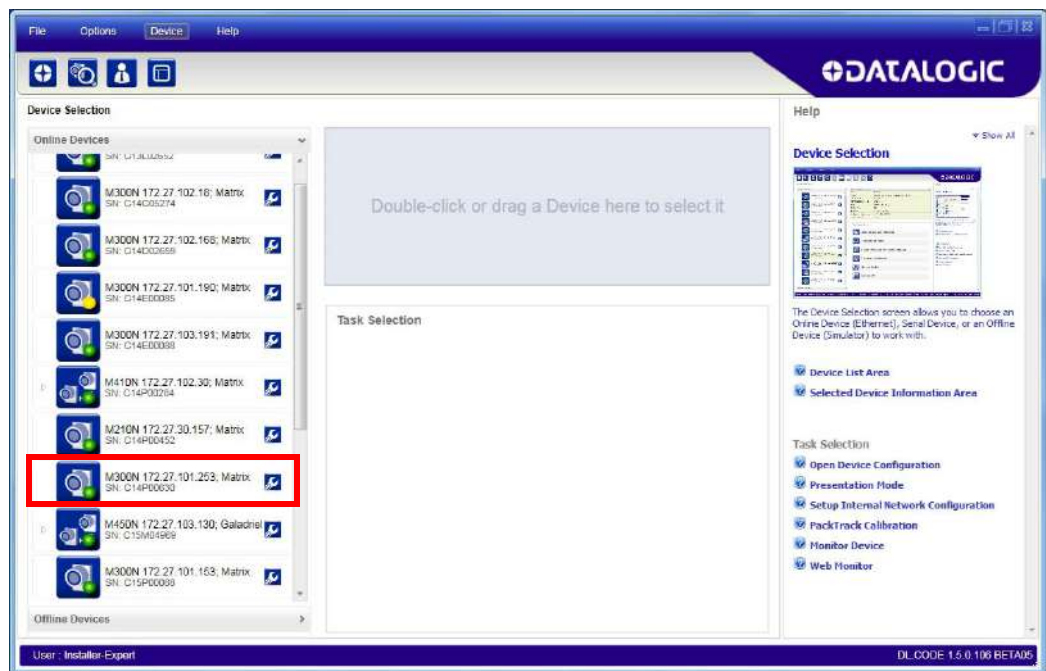 File Options Device Help
DATALOGIC
Device Selection
Online Devices
M300N 172.27.102.18; Matrix
SN: C14C05274
M300N 172.27.102.168; Matrix
SN: C14D02659
M300N 172.27.101.190; Matrix
SN: C14E00085
M300N 172.27.103.191; Matrix
SN: C14E00088
M410N 172.27.102.30; Matrix
SN: C14P00284
M210N 172.27.30.157; Matrix
SN: C14P00452
M300N 172.27.101.253; Matrix
SN: C14P00630
M450N 172.27.103.130; Galadriel
SN: C15M04969
M300N 172.27.101.163; Matrix
SN: C15P00088
Offline Devices
Double-click or drag a Device here to select it
Task Selection
Help
Show All
Device Selection
The Device Selection screen allows you to choose an
Online Device (Ethernet), Serial Device, or an Offline
Device (Simulator) to work with.
Device List Area
Selected Device Information Area
Task Selection
Open Device Configuration
Presentation Mode
Setup Internal Network Configuration
PackTrack Calibration
Monitor Device
Web Monitor
User : Installer-Expert
DL.CODE 1.5.0.106 BETA05